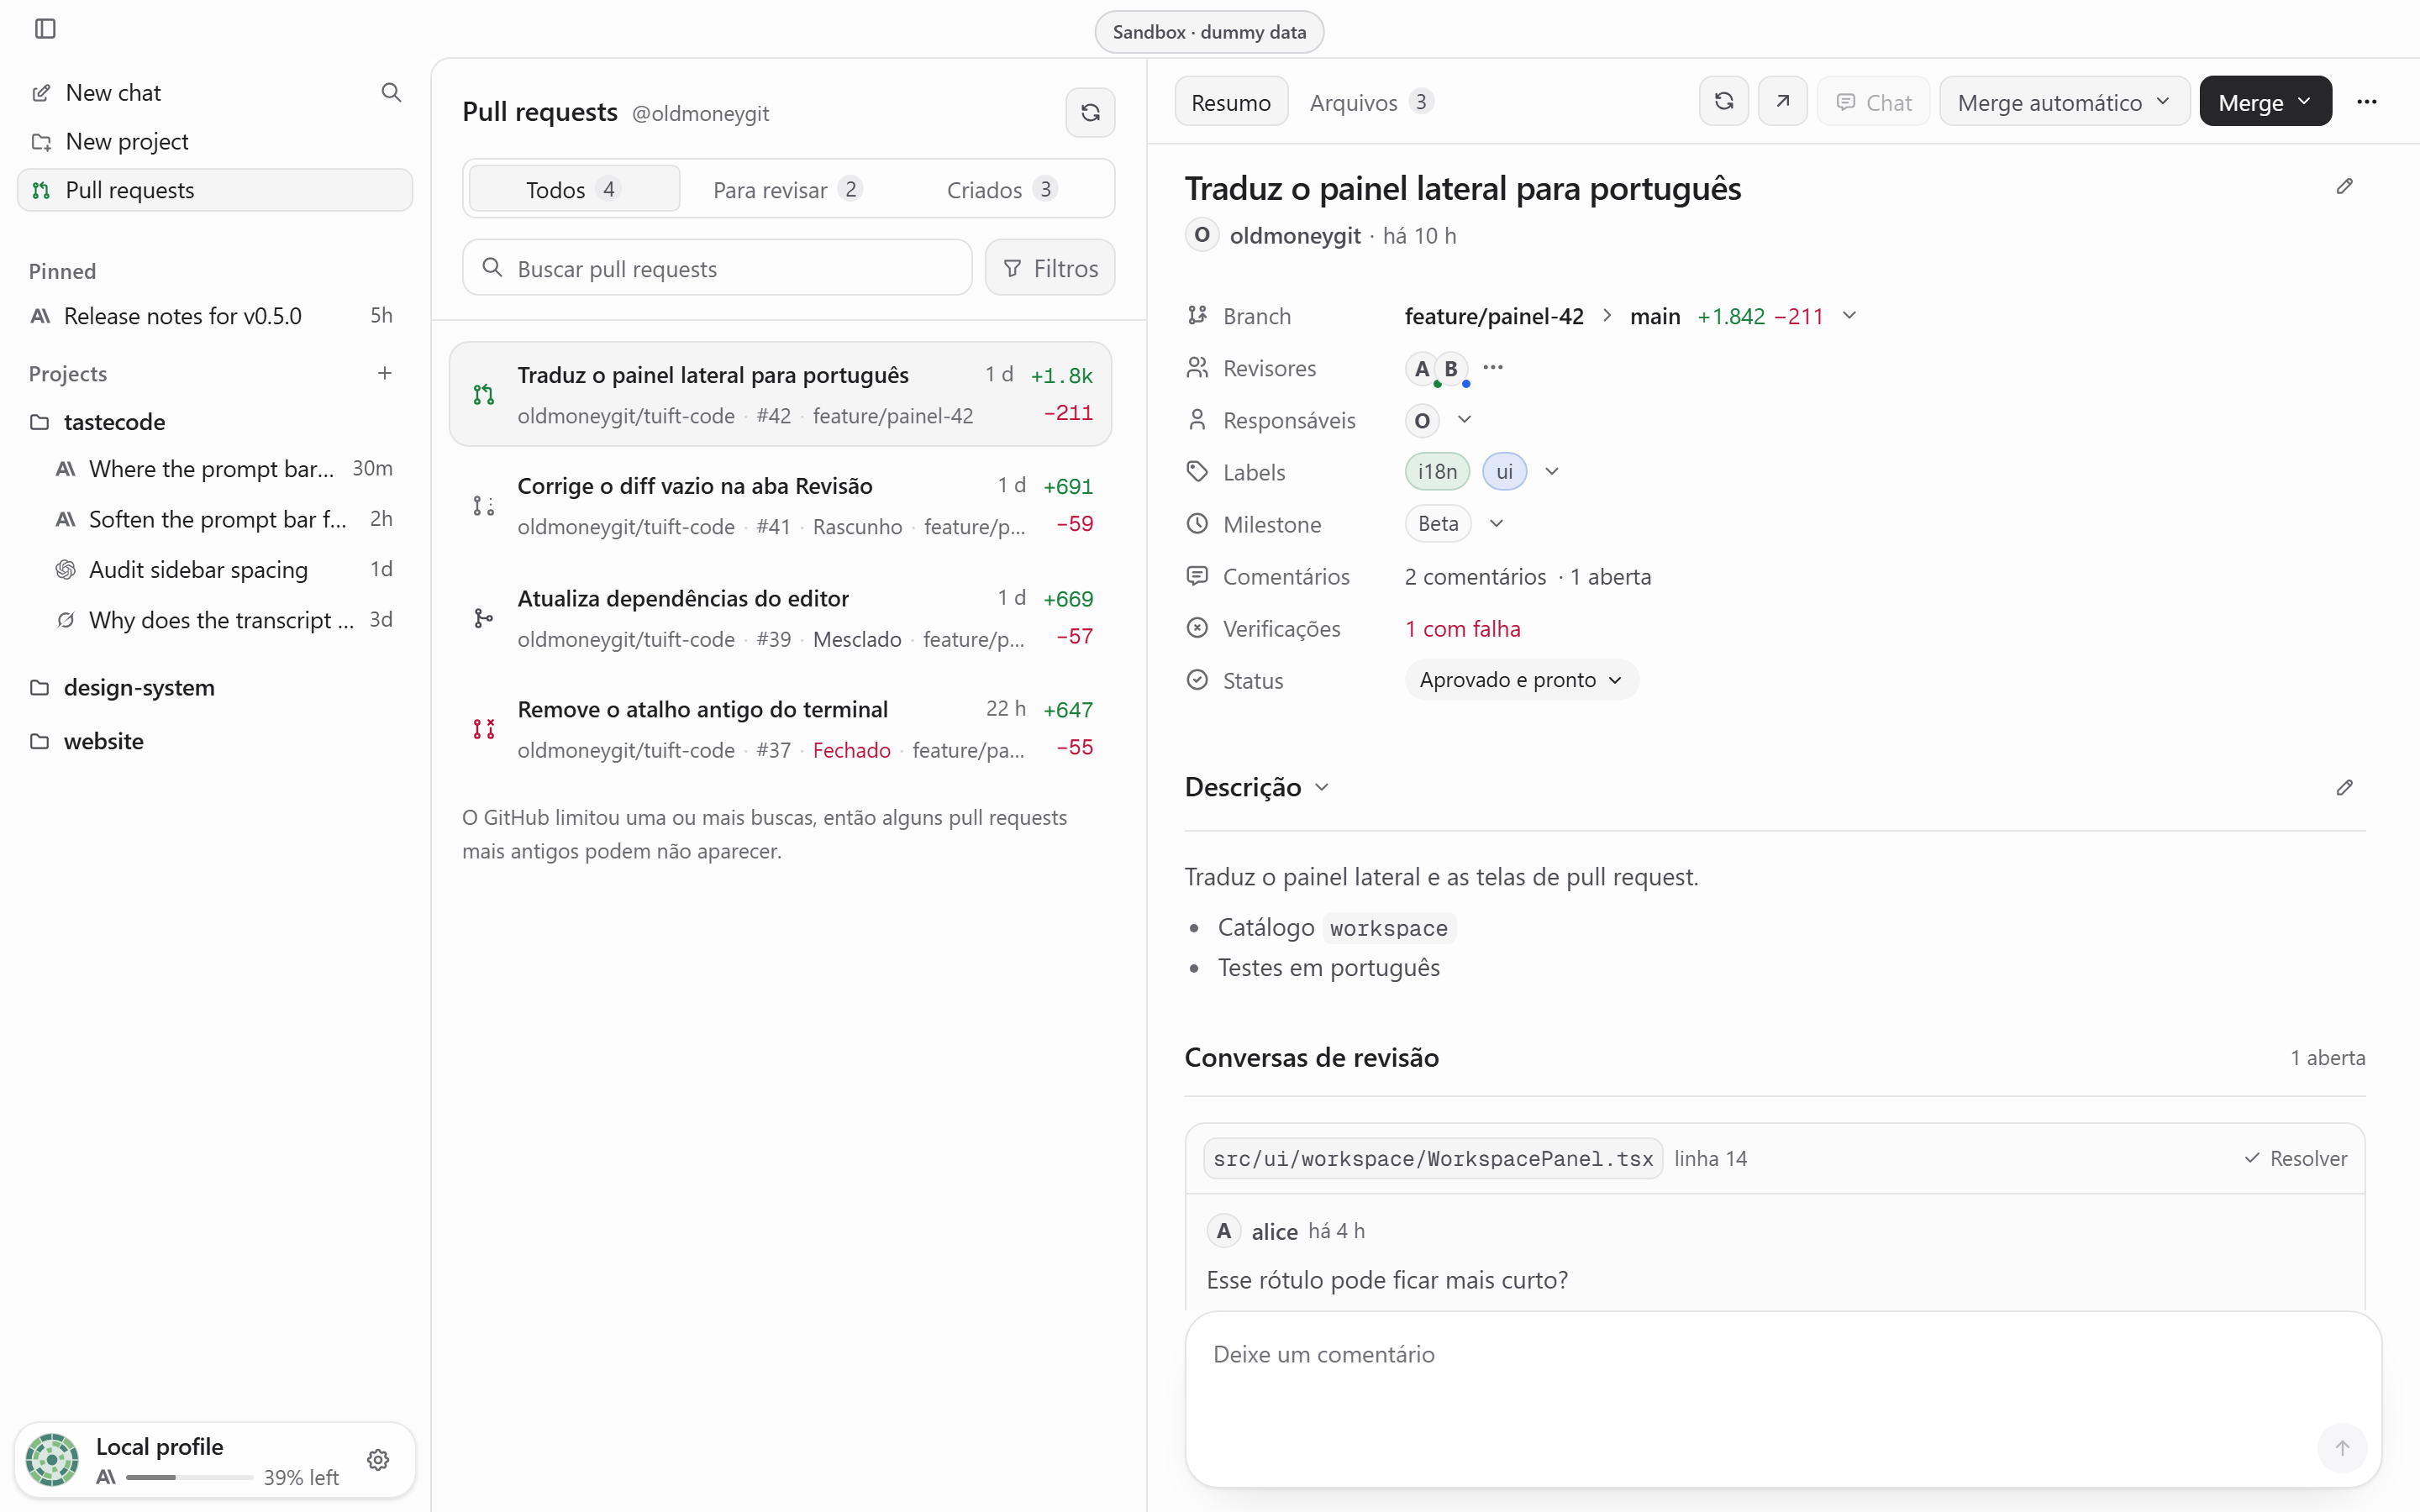 Sandbox · dummy data
New chat
New project
Pull requests
Pinned
Release notes for v0.5.0 5h
Projects
tastecode
Where the prompt bar... 30m
Soften the prompt bar f... 2h
Audit sidebar spacing 1d
Why does the transcript ... 3d
design-system
website
Local profile
39% left
Pull requests @oldmoneygit
Todos 4 Para revisar 2 Criados 3
Buscar pull requests Filtros
Traduz o painel lateral para português 1 d +1.8k
oldmoneygit/tuift-code · #42 · feature/painel-42 −211
Corrige o diff vazio na aba Revisão 1 d +691
oldmoneygit/tuift-code · #41 · Rascunho · feature/p... −59
Atualiza dependências do editor 1 d +669
oldmoneygit/tuift-code · #39 · Mesclado · feature/p... −57
Remove o atalho antigo do terminal 22 h +647
oldmoneygit/tuift-code · #37 · Fechado · feature/pa... −55
O GitHub limitou uma ou mais buscas, então alguns pull requests
mais antigos podem não aparecer.
Resumo Arquivos 3 Chat Merge automático Merge
Traduz o painel lateral para português
O oldmoneygit · há 10 h
Branch feature/painel-42 > main +1.842 −211
Revisores A B
Responsáveis O
Labels i18n ui
Milestone Beta
Comentários 2 comentários · 1 aberta
Verificações 1 com falha
Status Aprovado e pronto
Descrição
Traduz o painel lateral e as telas de pull request.
• Catálogo workspace
• Testes em português
Conversas de revisão 1 aberta
src/ui/workspace/WorkspacePanel.tsx linha 14 Resolver
A alice há 4 h
Esse rótulo pode ficar mais curto?
Deixe um comentário